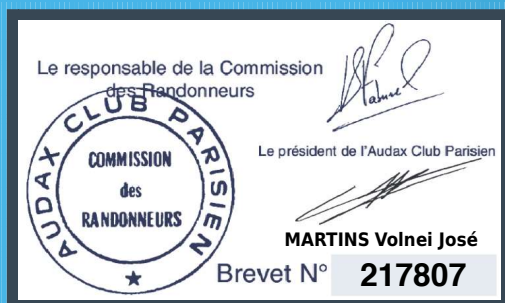 Le responsable de la Commission
des Randonneurs
AUDAX CLUB PARISIEN
COMMISSION
des
RANDONNEURS
Le président de l'Audax Club Parisien
MARTINS Volnei José
Brevet N° 217807